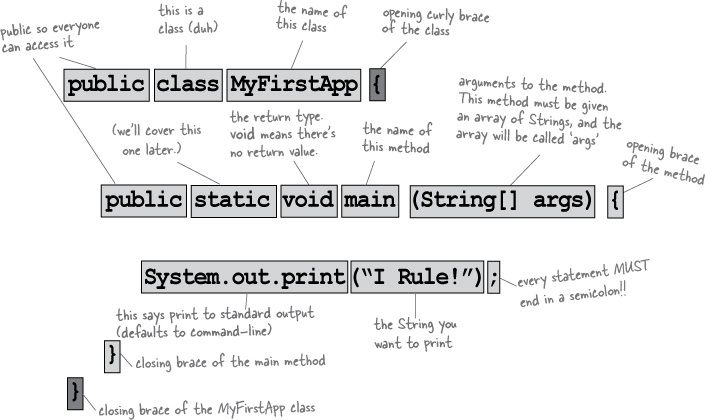 public so everyone
can access it
this is a
class (duh)
the name of
this class
opening curly brace
of the class
public class MyFirstApp {
(we'll cover this
one later.)
the return type.
void means there's
no return value.
the name of
this method
arguments to the method.
This method must be given
an array of Strings, and the
array will be called 'args'
opening brace
of the method
public static void main (String[] args) {
System.out.print(“I Rule!”);
every statement MUST
end in a semicolon!!
this says print to standard output
(defaults to command-line)
the String you
want to print
}
closing brace of the main method
}
closing brace of the MyFirstApp class